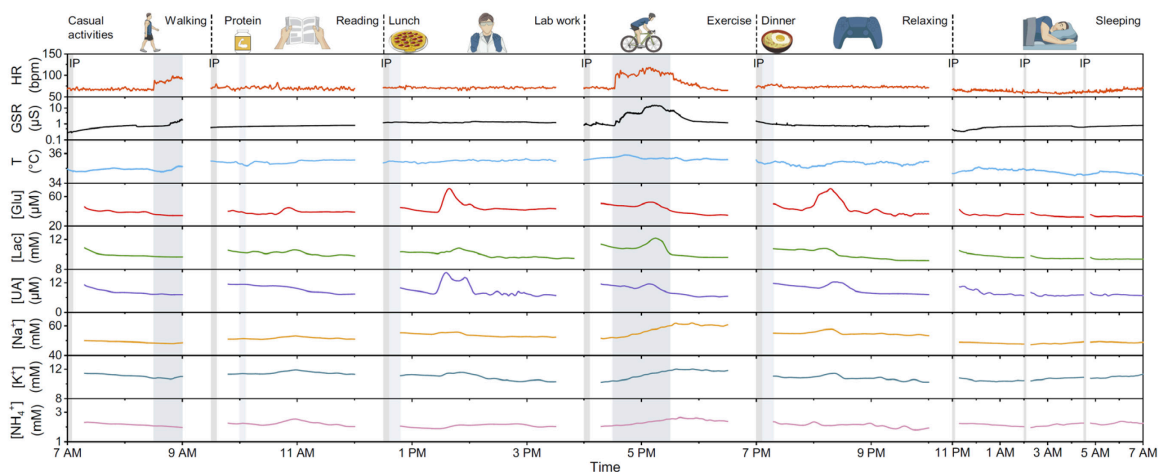 Casual activities
Walking
Protein
Reading
Lunch
Lab work
Exercise
Dinner
Relaxing
Sleeping
HR (bpm)
150
100
50
IP
IP
IP
IP
IP
IP
IP
IP
GSR (μS)
10
1
0.1
T (°C)
36
34
[Glu] (μM)
60
20
[Lac] (mM)
12
8
[UA] (μM)
12
0
[Na⁺] (mM)
60
40
[K⁺] (mM)
12
8
[NH₄⁺] (mM)
3
1
7 AM
9 AM
11 AM
1 PM
3 PM
5 PM
7 PM
9 PM
11 PM
1 AM
3 AM
5 AM
7 AM
Time